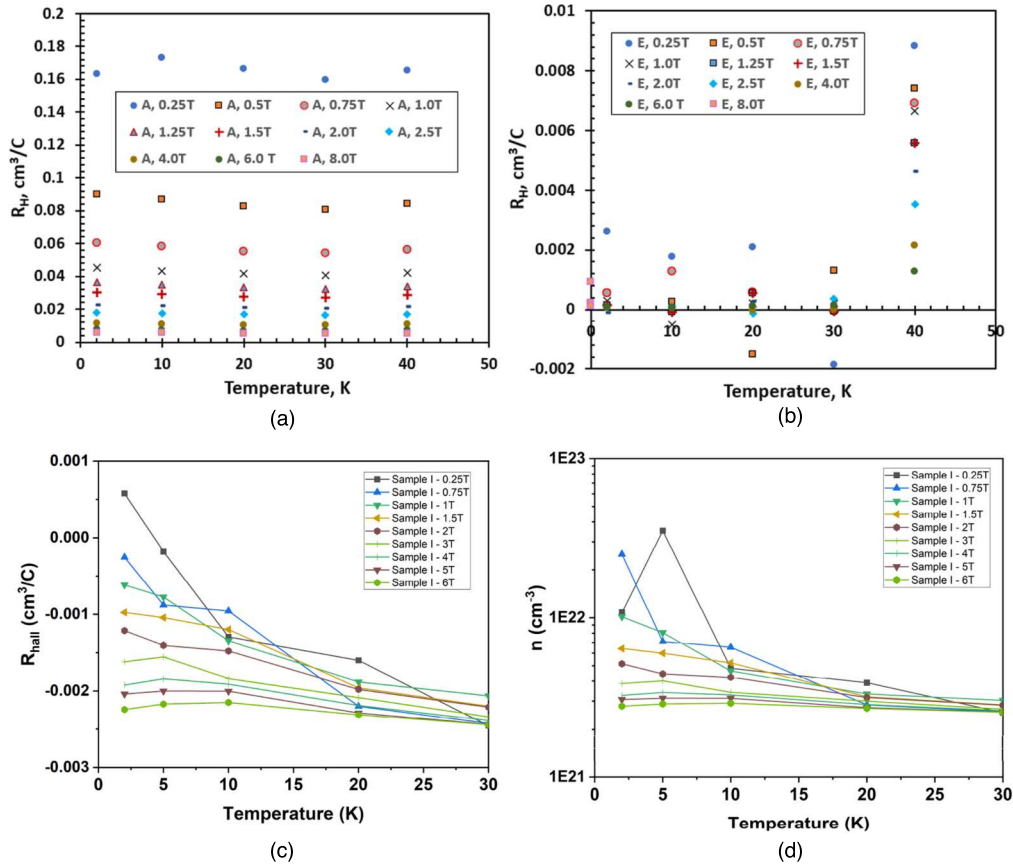 (a)
0.2
0.18
0.16
0.14
0.12
0.1
0.08
0.06
0.04
0.02
0
R_H, cm³/C
A, 0.25T A, 0.5T A, 0.75T A, 1.0T
A, 1.25T A, 1.5T A, 2.0T A, 2.5T
A, 4.0T A, 6.0 T A, 8.0T
0 10 20 30 40 50
Temperature, K
(a)
(b)
0.01
0.008
0.006
0.004
0.002
0
-0.002
R_H, cm³/C
E, 0.25T E, 0.5T E, 0.75T
E, 1.0T E, 1.25T E, 1.5T
E, 2.0T E, 2.5T E, 4.0T
E, 6.0 T E, 8.0T
0 10 20 30 40 50
Temperature, K
(b)
0.001
0.000
-0.001
-0.002
-0.003
R_hall (cm³/C)
Sample I - 0.25T
Sample I - 0.75T
Sample I - 1T
Sample I - 1.5T
Sample I - 2T
Sample I - 3T
Sample I - 4T
Sample I - 5T
Sample I - 6T
0 5 10 15 20 25 30
Temperature (K)
(c)
1E23
1E22
1E21
n (cm⁻³)
Sample I - 0.25T
Sample I - 0.75T
Sample I - 1T
Sample I - 1.5T
Sample I - 2T
Sample I - 3T
Sample I - 4T
Sample I - 5T
Sample I - 6T
0 5 10 15 20 25 30
Temperature (K)
(d)